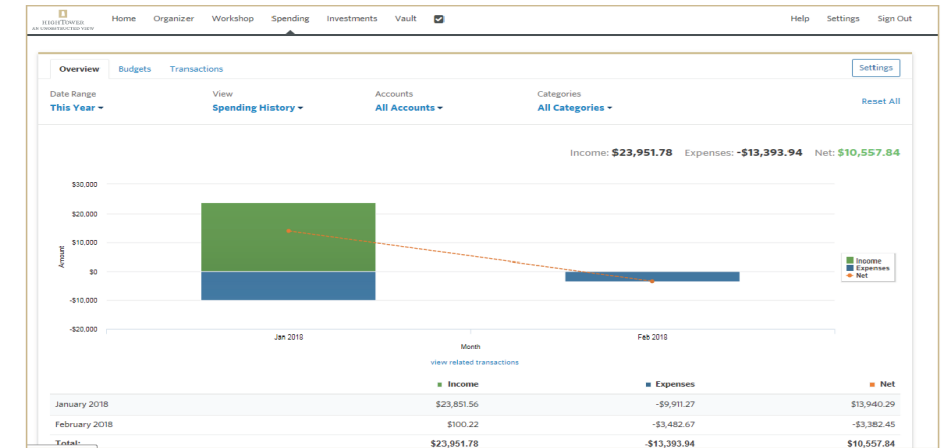 HIGHTOWER
AN UNOBSTRUCTED VIEW
Home Organizer Workshop Spending Investments Vault
Help Settings Sign Out
Overview Budgets Transactions
Settings
Date Range View Accounts Categories
This Year Spending History All Accounts All Categories
Reset All
Income: $23,951.78 Expenses: -$13,393.94 Net: $10,557.84
$30,000
$20,000
$10,000
$0
-$10,000
-$20,000
Amount
Income
Expenses
Net
Jan 2018 Feb 2018
Month
view related transactions
Income Expenses Net
January 2018 $23,851.56 -$9,911.27 $13,940.29
February 2018 $100.22 -$3,482.67 -$3,382.45
Total: $23,951.78 -$13,393.94 $10,557.84